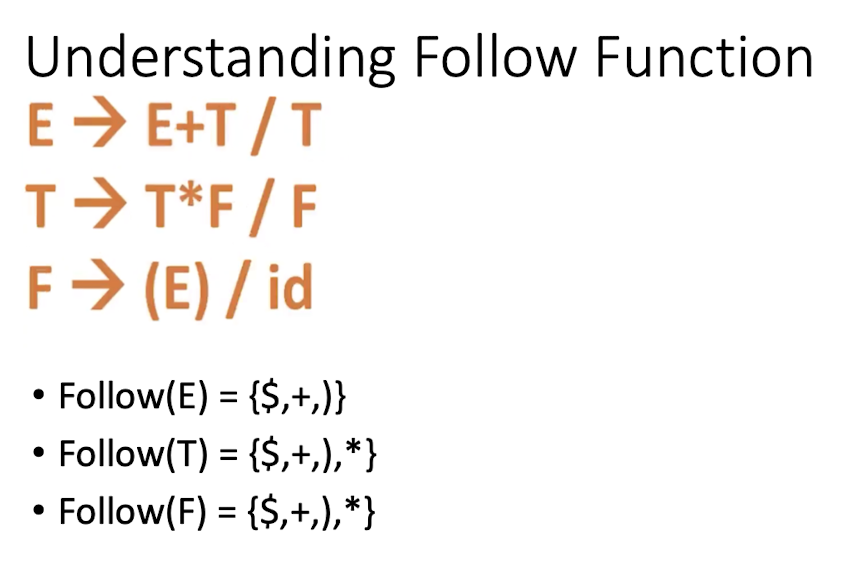 Understanding Follow Function
E → E+T / T
T → T*F / F
F → (E) / id
• Follow(E) = {$,+,)}
• Follow(T) = {$,+,),*}
• Follow(F) = {$,+,),*}